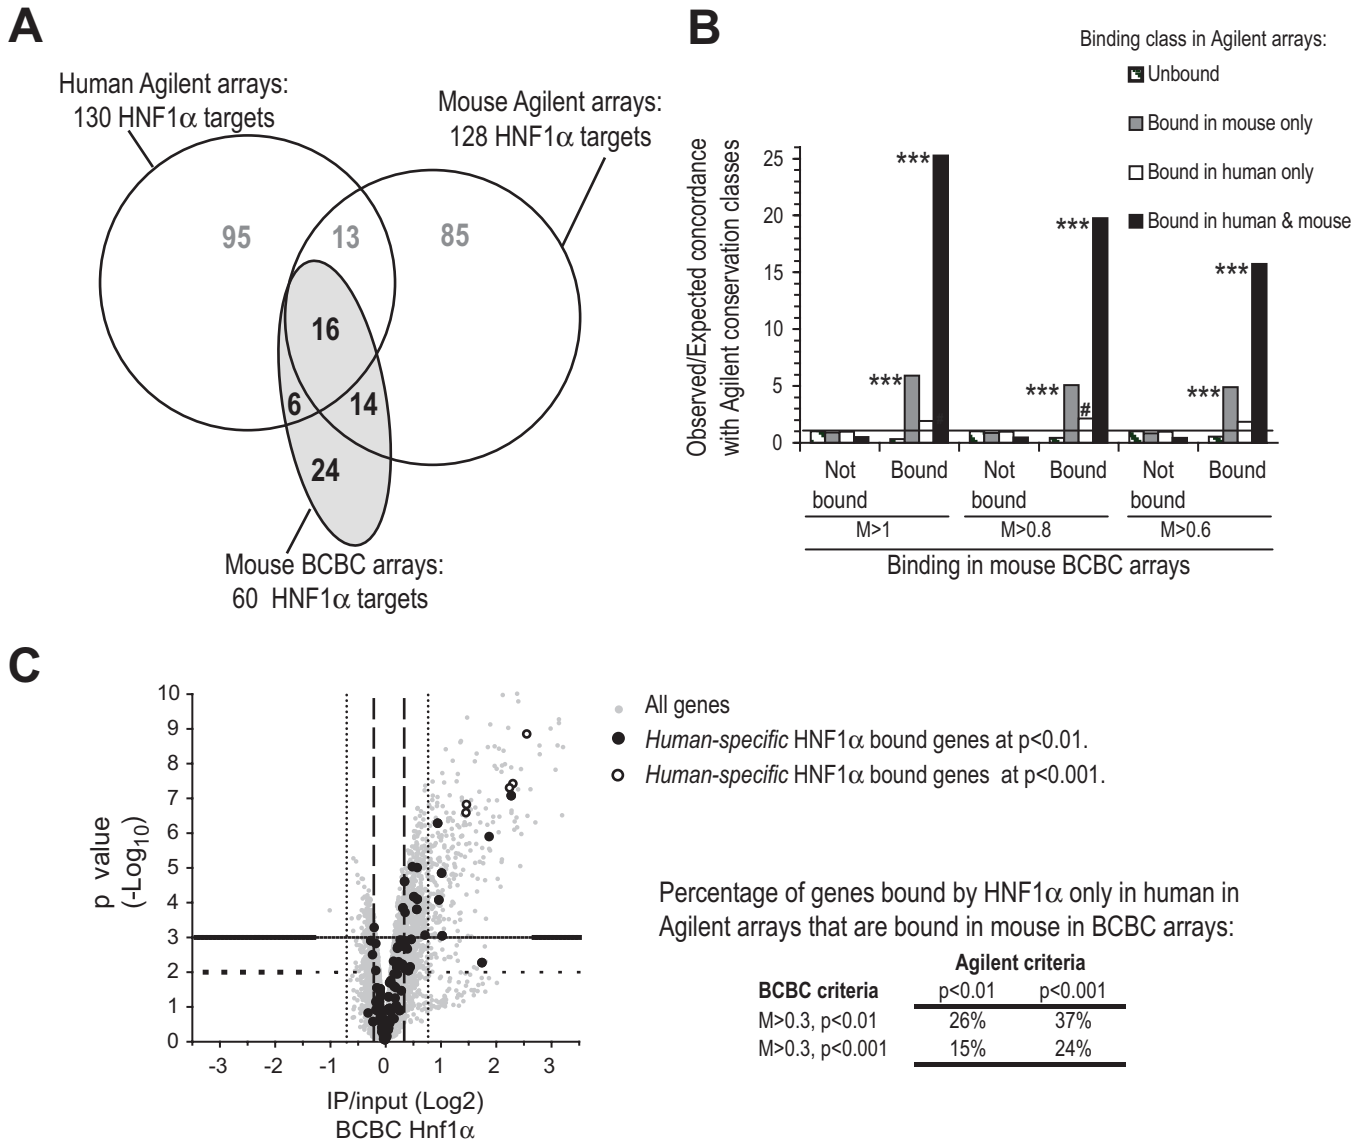 A
Human Agilent arrays:
130 HNF1α targets
Mouse Agilent arrays:
128 HNF1α targets
95
13
85
16
6
14
24
Mouse BCBC arrays:
60 HNF1α targets
B
Binding class in Agilent arrays:
Unbound
Bound in mouse only
Bound in human only
Bound in human & mouse
Observed/Expected concordance
with Agilent conservation classes
25
20
15
10
5
0
***
***
***
***
#
***
***
Not
bound
Bound
Not
bound
Bound
Not
bound
Bound
M>1
M>0.8
M>0.6
Binding in mouse BCBC arrays
C
p value
(-Log10)
10
9
8
7
6
5
4
3
2
1
0
-3
-2
-1
0
1
2
3
IP/input (Log2)
BCBC Hnf1α
All genes
Human-specific HNF1α bound genes at p<0.01.
Human-specific HNF1α bound genes at p<0.001.
Percentage of genes bound by HNF1α only in human in
Agilent arrays that are bound in mouse in BCBC arrays:
Agilent criteria
BCBC criteria p<0.01 p<0.001
M>0.3, p<0.01 26% 37%
M>0.3, p<0.001 15% 24%